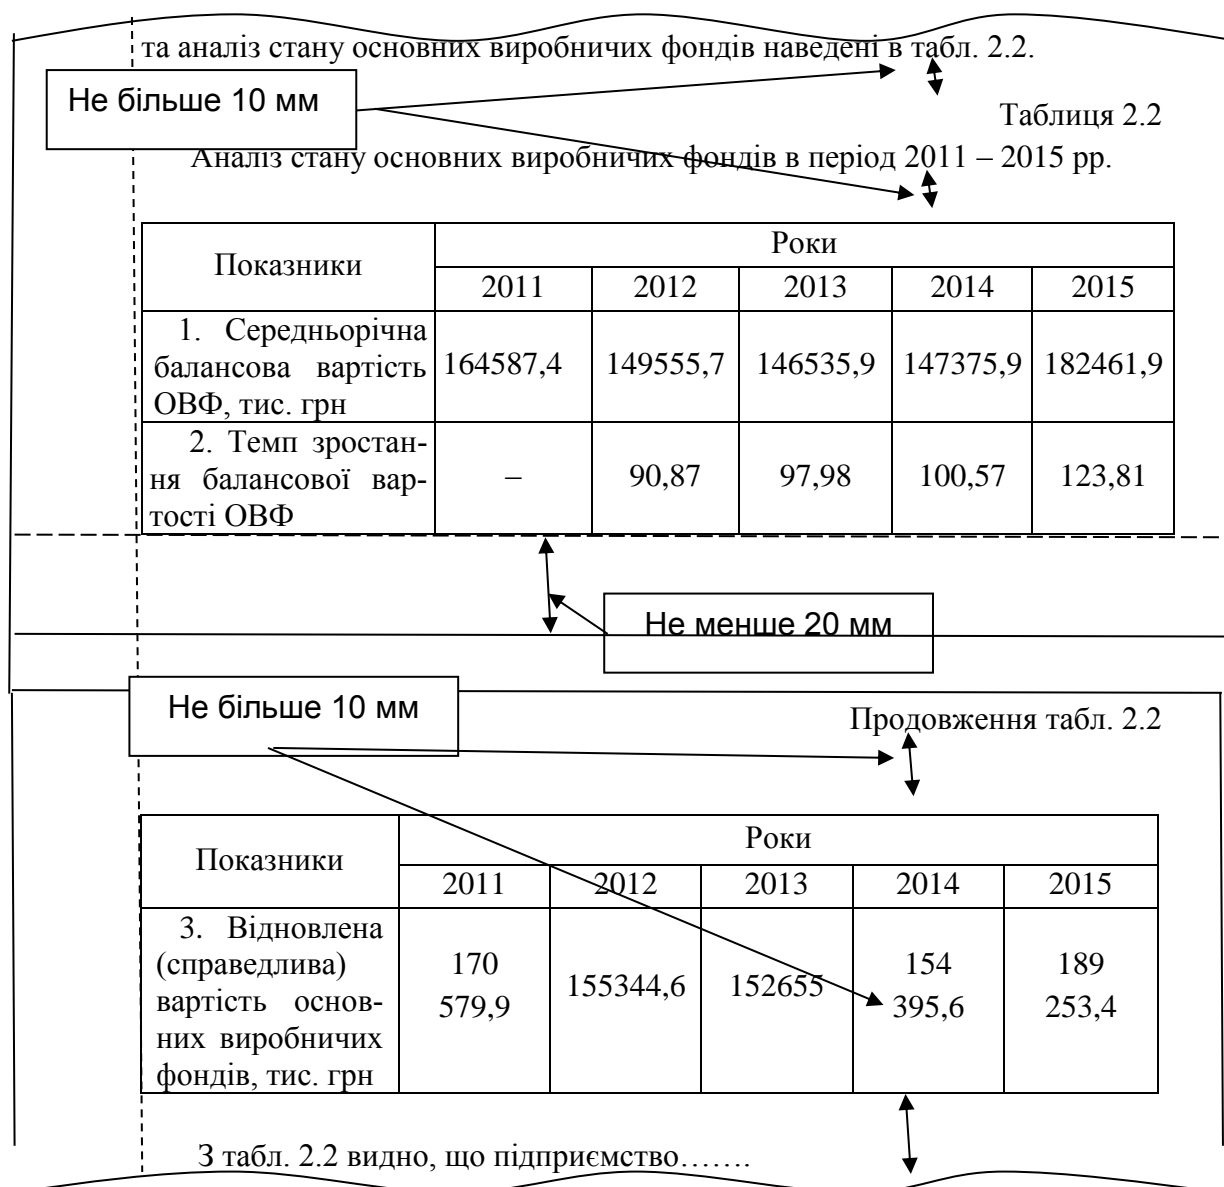 та аналіз стану основних виробничих фондів наведені в табл. 2.2.
Не більше 10 мм
Таблиця 2.2
Аналіз стану основних виробничих фондів в період 2011 – 2015 рр.
Показники
Роки
2011 2012 2013 2014 2015
1. Середньорічна
балансова вартість
ОВФ, тис. грн
164587,4 149555,7 146535,9 147375,9 182461,9
2. Темп зростан-
ня балансової вар-
тості ОВФ
– 90,87 97,98 100,57 123,81
Не менше 20 мм
Не більше 10 мм
Продовження табл. 2.2
Показники
Роки
2011 2012 2013 2014 2015
3. Відновлена
(справедлива)
вартість основ-
них виробничих
фондів, тис. грн
170
579,9
155344,6
152655
154
395,6
189
253,4
З табл. 2.2 видно, що підприємство…….